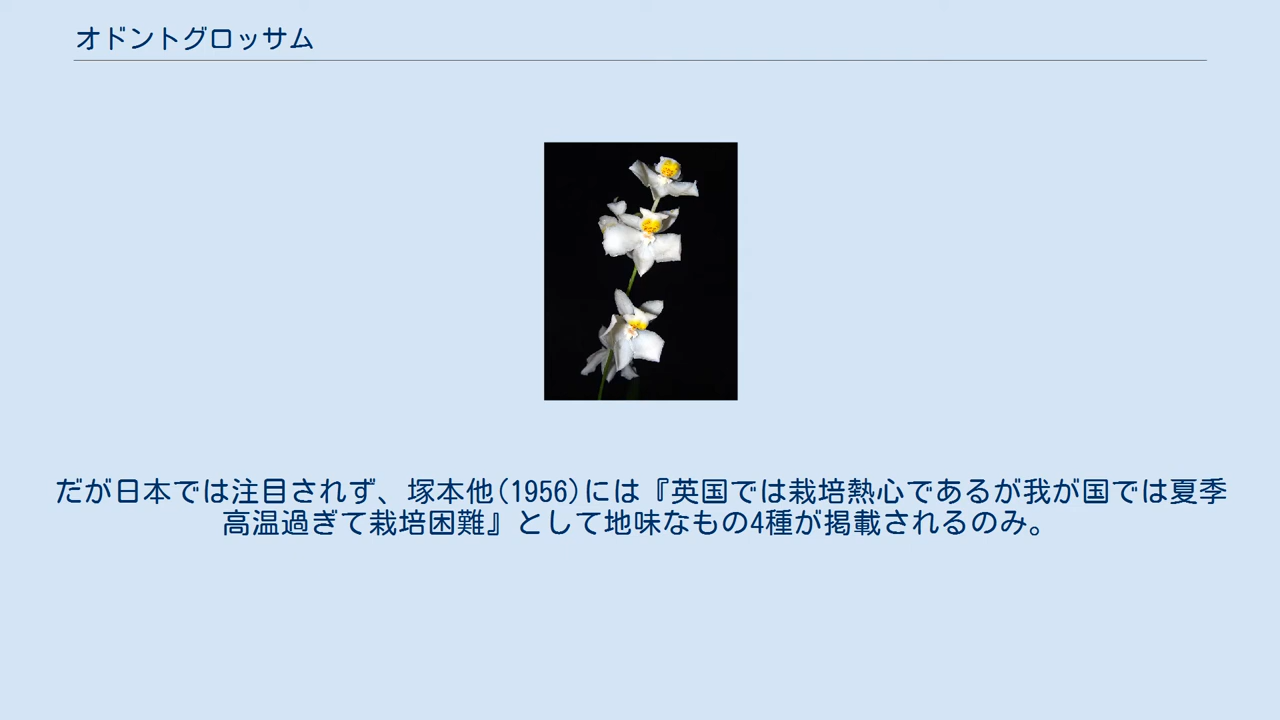 オドントグロッサム
だが日本では注目されず、塚本他(1956)には『英国では栽培熱心であるが我が国では夏季
高温過ぎて栽培困難』として地味なもの4種が掲載されるのみ。